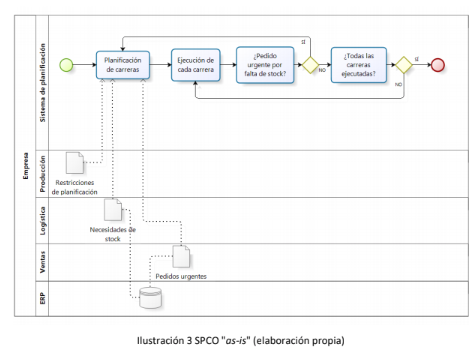 Empresa
Sistema de planificación
Planificación
de carreras
Ejecución de
cada carrera
¿Pedido
urgente por
falta de stock?
SÍ
NO
¿Todas las
carreras
ejecutadas?
SÍ
NO
Producción
Restricciones
de planificación
Logística
Necesidades de
stock
Ventas
Pedidos urgentes
ERP
Ilustración 3 SPCO "as-is" (elaboración propia)